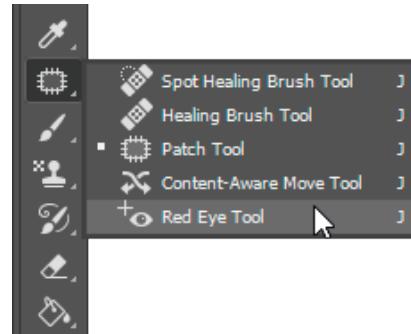 Spot Healing Brush Tool J
Healing Brush Tool J
Patch Tool J
Content-Aware Move Tool J
Red Eye Tool J